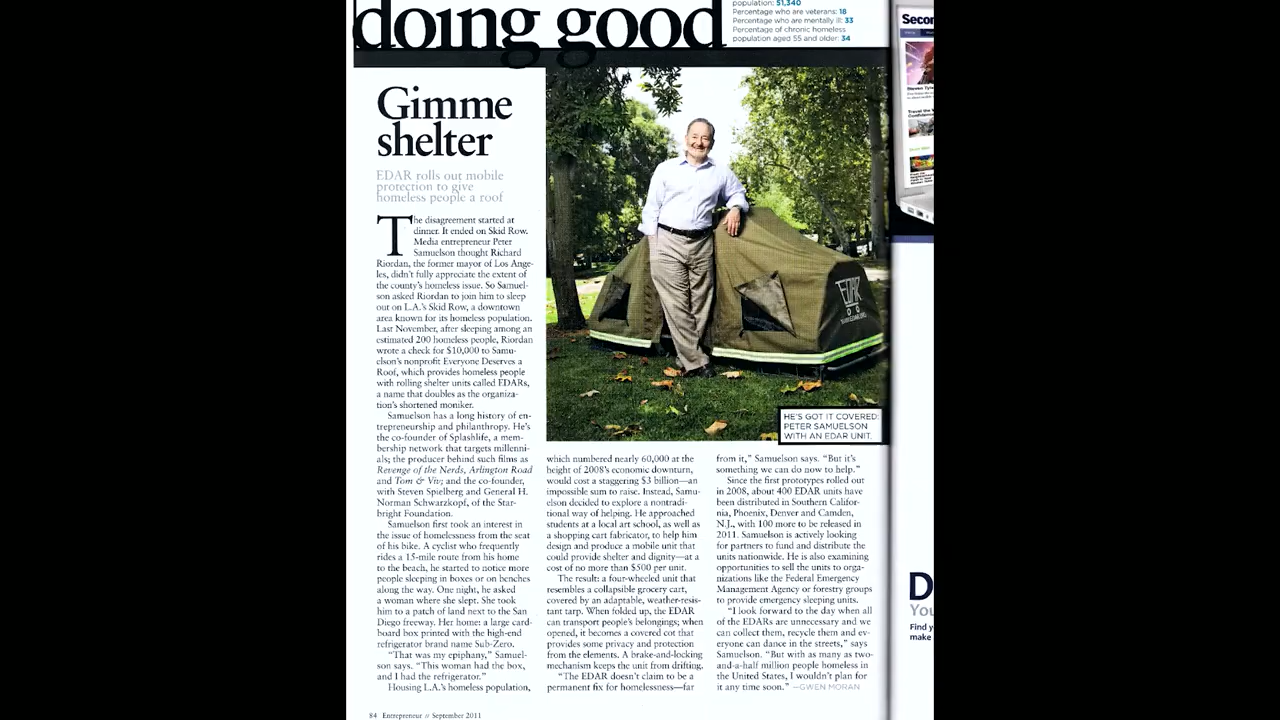 doing good
population: 51,340
Percentage who are veterans: 18
Percentage who are mentally ill: 33
Percentage of chronic homeless
population aged 55 and older: 34
Gimme
shelter
EDAR rolls out mobile
protection to give
homeless people a roof
The disagreement started at
dinner. It ended on Skid Row.
Media entrepreneur Peter
Samuelson thought Richard
Riordan, the former mayor of Los Ange-
les, didn't fully appreciate the extent of
the county's homeless issue. So Samuel-
son asked Riordan to join him to sleep
out on L.A.'s Skid Row, a downtown
area known for its homeless population.
Last November, after sleeping among an
estimated 200 homeless people, Riordan
wrote a check for $10,000 to Samu-
elson's nonprofit Everyone Deserves a
Roof, which provides homeless people
with rolling shelter units called EDARs,
a name that doubles as the organiza-
tion's shortened moniker.
Samuelson has a long history of en-
trepreneurship and philanthropy. He's
the co-founder of Splashlife, a mem-
bership network that targets millenni-
als; the producer behind such films as
Revenge of the Nerds, Arlington Road
and Tom & Viv; and the co-founder,
with Steven Spielberg and General H.
Norman Schwarzkopf, of the Star-
bright Foundation.
Samuelson first took an interest in
the issue of homelessness from the seat
of his bike. A cyclist who frequently
rides a 15-mile route from his home
to the beach, he started to notice more
people sleeping in boxes or on benches
along the way. One night, he asked
a woman where she slept. She took
him to a patch of land next to the San
Diego freeway. Her home: a large card-
board box printed with the high-end
refrigerator brand name Sub-Zero.
"That was my epiphany," Samuel-
son says. "This woman had the box,
and I had the refrigerator."
Housing L.A.'s homeless population,
EDAR
HE'S GOT IT COVERED:
PETER SAMUELSON
WITH AN EDAR UNIT.
which numbered nearly 60,000 at the
height of 2008's economic downturn,
would cost a staggering $3 billion—an
impossible sum to raise. Instead, Samu-
elson decided to explore a nontradi-
tional way of helping. He approached
students at a local art school, as well as
a shopping cart fabricator, to help him
design and produce a mobile unit that
could provide shelter and dignity—at a
cost of no more than $500 per unit.
The result: a four-wheeled unit that
resembles a collapsible grocery cart,
covered by an adaptable, weather-resis-
tant tarp. When folded up, the EDAR
can transport people's belongings; when
opened, it becomes a covered cot that
provides some privacy and protection
from the elements. A brake-and-locking
mechanism keeps the unit from drifting.
"The EDAR doesn't claim to be a
permanent fix for homelessness—far
from it," Samuelson says. "But it's
something we can do now to help."
Since the first prototypes rolled out
in 2008, about 400 EDAR units have
been distributed in Southern Califor-
nia, Phoenix, Denver and Camden,
N.J., with 100 more to be released in
2011. Samuelson is actively looking
for partners to fund and distribute the
units nationwide. He is also examining
opportunities to sell the units to orga-
nizations like the Federal Emergency
Management Agency or forestry groups
to provide emergency sleeping units.
"I look forward to the day when all
of the EDARs are unnecessary and we
can collect them, recycle them and ev-
eryone can dance in the streets," says
Samuelson. "But with as many as two-
and-a-half million people homeless in
the United States, I wouldn't plan for
it any time soon." —GWEN MORAN
84 Entrepreneur // September 2011
Secon
Steven Tyle
D
You
Find y
make